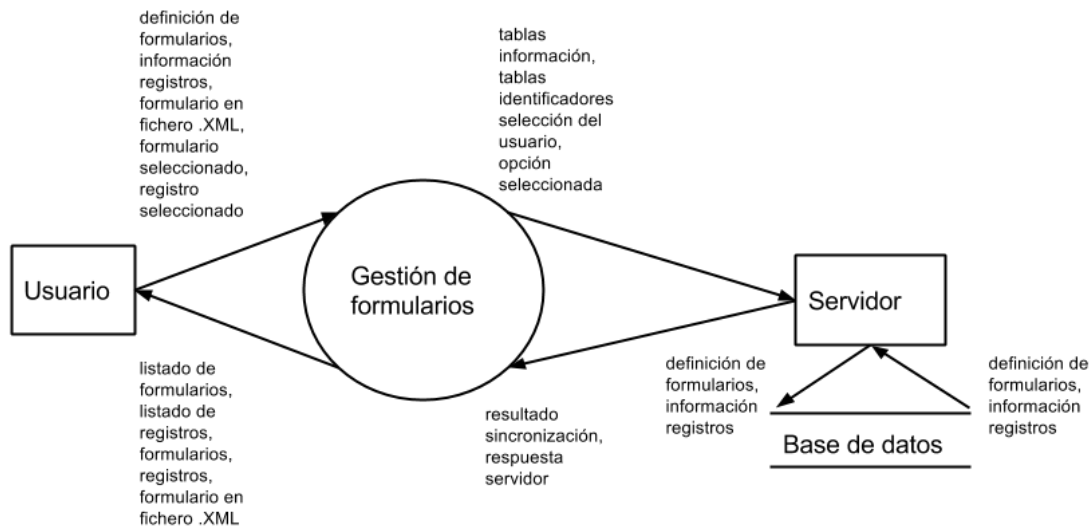 definición de
formularios,
información
registros,
formulario en
fichero .XML,
formulario
seleccionado,
registro
seleccionado
tablas
información,
tablas
identificadores
selección del
usuario,
opción
seleccionada
Usuario
Gestión de
formularios
Servidor
listado de
formularios,
listado de
registros,
formularios,
registros,
formulario en
fichero .XML
resultado
sincronización,
respuesta
servidor
definición de
formularios,
información
registros
definición de
formularios,
información
registros
Base de datos